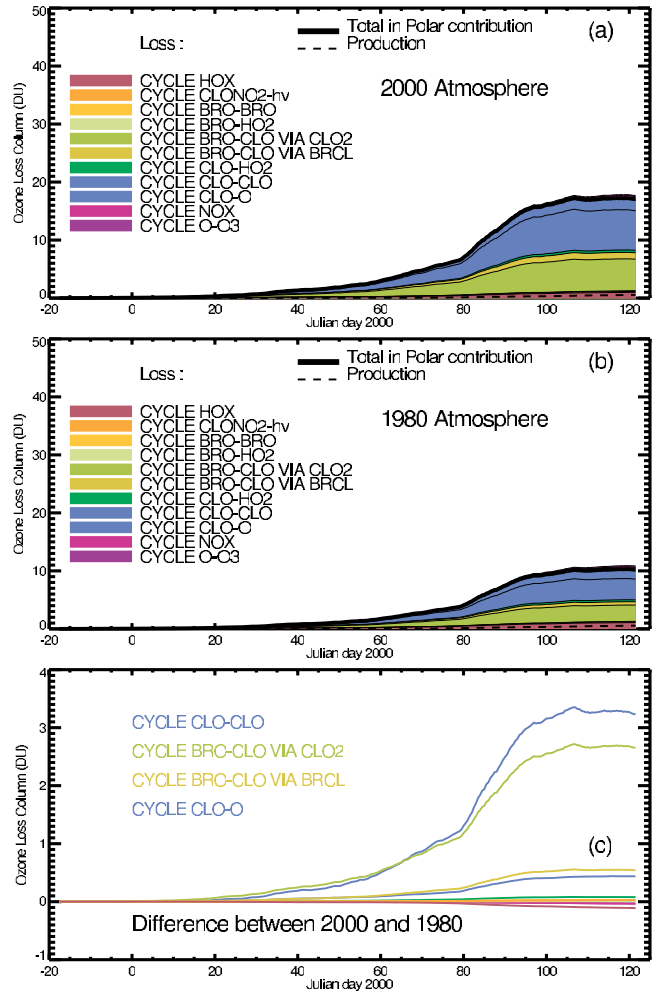 50
40
30
20
10
0
Ozone Loss Column (DU)
(a)
Total in Polar contribution
Production
Loss :
2000 Atmosphere
CYCLE HOX
CYCLE CLONO2-hv
CYCLE BRO-BRO
CYCLE BRO-HO2
CYCLE BRO-CLO VIA CLO2
CYCLE BRO-CLO VIA BRCL
CYCLE CLO-HO2
CYCLE CLO-CLO
CYCLE CLO-O
CYCLE NOX
CYCLE O-O3
-20 0 20 40 60 80 100 120
Julian day 2000
50
40
30
20
10
0
Ozone Loss Column (DU)
(b)
Total in Polar contribution
Production
Loss :
1980 Atmosphere
CYCLE HOX
CYCLE CLONO2-hv
CYCLE BRO-BRO
CYCLE BRO-HO2
CYCLE BRO-CLO VIA CLO2
CYCLE BRO-CLO VIA BRCL
CYCLE CLO-HO2
CYCLE CLO-CLO
CYCLE CLO-O
CYCLE NOX
CYCLE O-O3
-20 0 20 40 60 80 100 120
Julian day 2000
4
3
2
1
0
-1
Ozone Loss Column (DU)
CYCLE CLO-CLO
CYCLE BRO-CLO VIA CLO2
CYCLE BRO-CLO VIA BRCL
CYCLE CLO-O
(c)
Difference between 2000 and 1980
-20 0 20 40 60 80 100 120
Julian day 2000